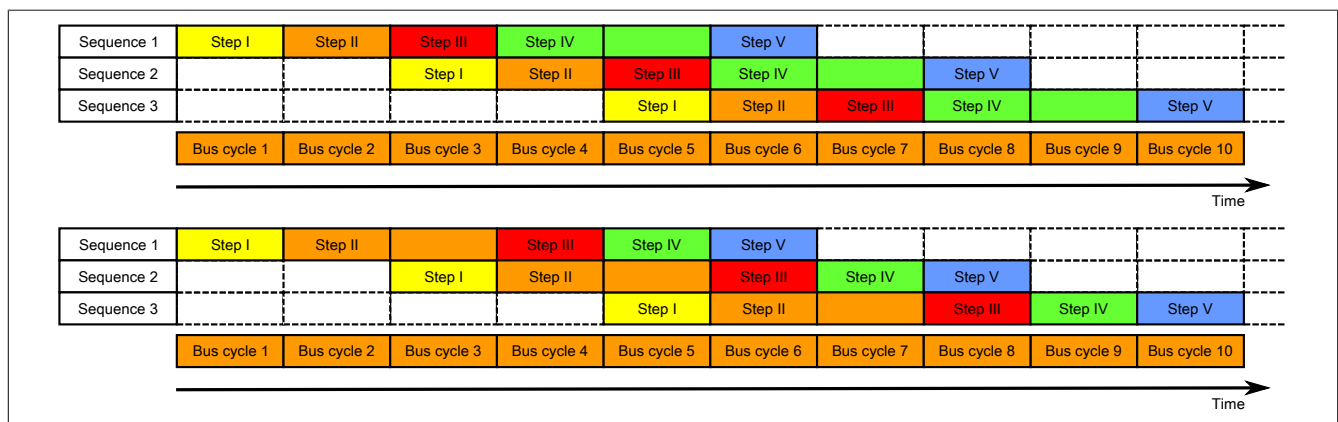 Sequence 1 Step I Step II Step III Step IV Step V
Sequence 2 Step I Step II Step III Step IV Step V
Sequence 3 Step I Step II Step III Step IV Step V
Bus cycle 1 Bus cycle 2 Bus cycle 3 Bus cycle 4 Bus cycle 5 Bus cycle 6 Bus cycle 7 Bus cycle 8 Bus cycle 9 Bus cycle 10
Time
Sequence 1 Step I Step II Step III Step IV Step V
Sequence 2 Step I Step II Step III Step IV Step V
Sequence 3 Step I Step II Step III Step IV Step V
Bus cycle 1 Bus cycle 2 Bus cycle 3 Bus cycle 4 Bus cycle 5 Bus cycle 6 Bus cycle 7 Bus cycle 8 Bus cycle 9 Bus cycle 10
Time